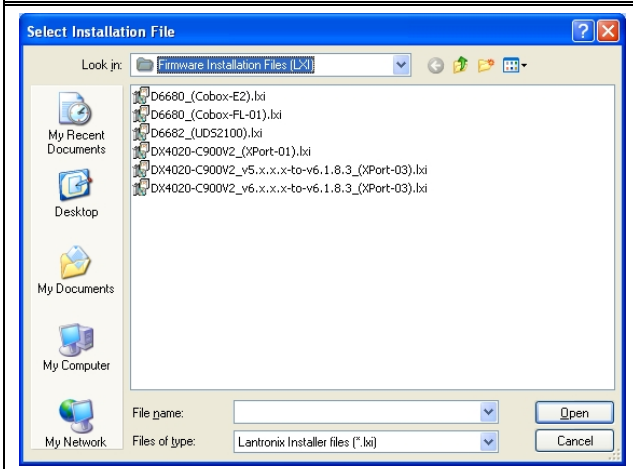 Select Installation File
Look in:
Firmware Installation Files (LXI)
D6680_(Cobox-E2).lxi
D6680_(Cobox-FL-01).lxi
D6682_(UDS2100).lxi
DX4020-C900V2_(XPort-01).lxi
DX4020-C900V2_v5.x.x.x-to-v6.1.8.3_(XPort-03).lxi
DX4020-C900V2_v6.x.x.x-to-v6.1.8.3_(XPort-03).lxi
My Recent
Documents
Desktop
My Documents
My Computer
My Network
File name:
Open
Files of type:
Lantronix Installer files (*.lxi)
Cancel